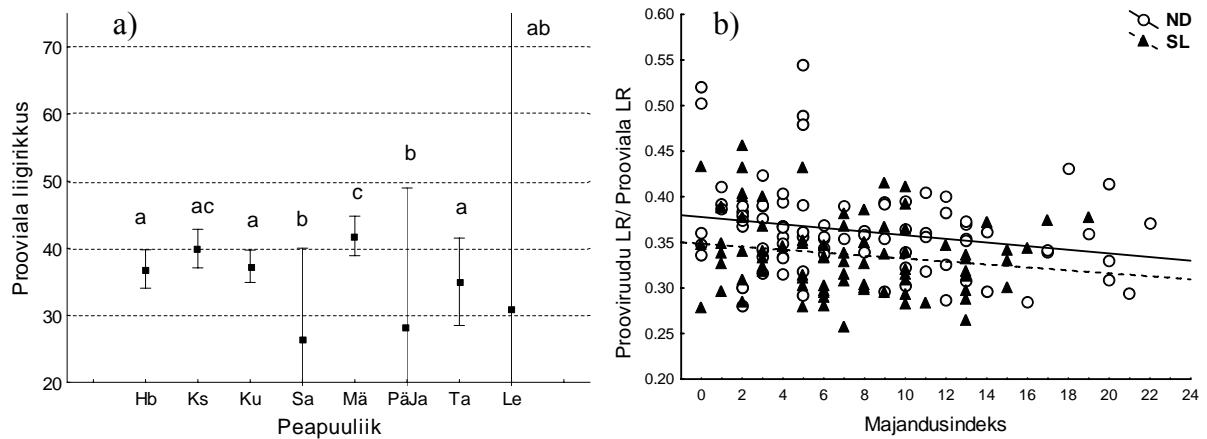 a)
ab
70
60
50
40
30
20
Prooviala liigirikkus
a
ac
a
b
c
b
a
Hb Ks Ku Sa Mä PäJa Ta Le
Peapuuliik
b)
ND
SL
0.60
0.55
0.50
0.45
0.40
0.35
0.30
0.25
0.20
Prooviruudu LR/ Prooviala LR
0 2 4 6 8 10 12 14 16 18 20 22 24
Majandusindeks